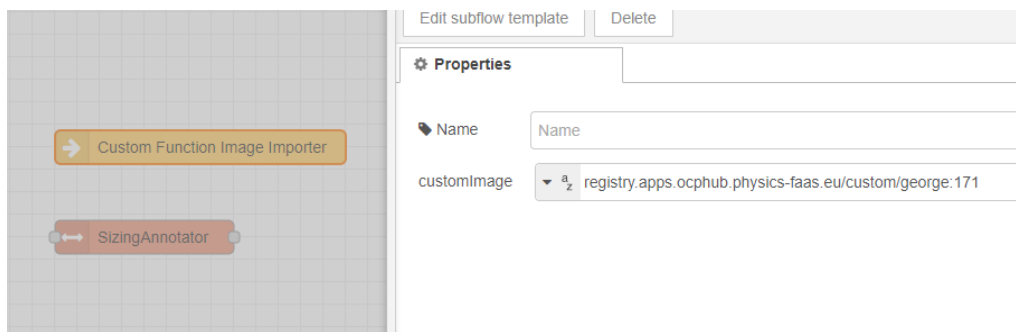 Edit subflow template
Delete
Properties
Name
Name
customImage
a
z
registry.apps.ocphub.physics-faas.eu/custom/george:171
Custom Function Image Importer
SizingAnnotator